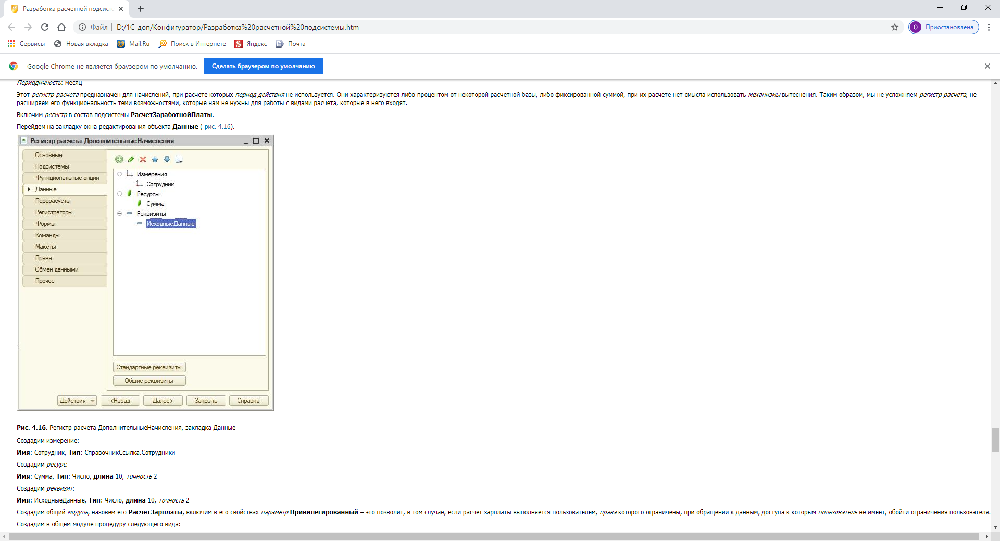 Разработка расчетной подсисте
Файл
D:/1С-доп/Конфигуратор/Разработка%20расчетной%20подсистемы.htm
О
Приостановлена
Сервисы
Новая вкладка
Mail.Ru
Поиск в Интернете
Яндекс
Почта
Google Chrome не является браузером по умолчанию.
Сделать браузером по умолчанию
Периодичность: месяц
Этот регистр расчета предназначен для начислений, при расчете которых период действия не используется. Они характеризуются либо процентом от некоторой расчетной базы, либо фиксированной суммой, при их расчете нет смысла использовать механизмы вытеснения. Таким образом, мы не усложняем регистр расчета, не
расширяем его функциональность теми возможностями, которые нам не нужны для работы с видами расчета, которые в него входят.
Включим регистр в состав подсистемы РасчетЗаработнойПлаты.
Перейдем на закладку окна редактирования объекта Данные ( рис. 4.16).
Регистр расчета ДополнительныеНачисления
Основные
Подсистемы
Функциональные опции
Данные
Перерасчеты
Регистраторы
Формы
Команды
Макеты
Права
Обмен данными
Прочее
Измерения
Сотрудник
Ресурсы
Сумма
Реквизиты
ИсходныеДанные
Стандартные реквизиты
Общие реквизиты
Действия
<Назад
Далее>
Закрыть
Справка
Рис. 4.16. Регистр расчета ДополнительныеНачисления, закладка Данные
Создадим измерение:
Имя: Сотрудник, Тип: СправочникСсылка.Сотрудники
Создадим ресурс:
Имя: Сумма, Тип: Число, длина 10, точность 2
Создадим реквизит:
Имя: ИсходныеДанные, Тип: Число, длина 10, точность 2
Создадим общий модуль, назовем его РасчетЗарплаты, включим в его свойствах параметр Привилегированный – это позволит, в том случае, если расчет зарплаты выполняется пользователем, права которого ограничены, при обращении к данным, доступа к которым пользователь не имеет, обойти ограничения пользователя.
Создадим в общем модуле процедуру следующего вида: